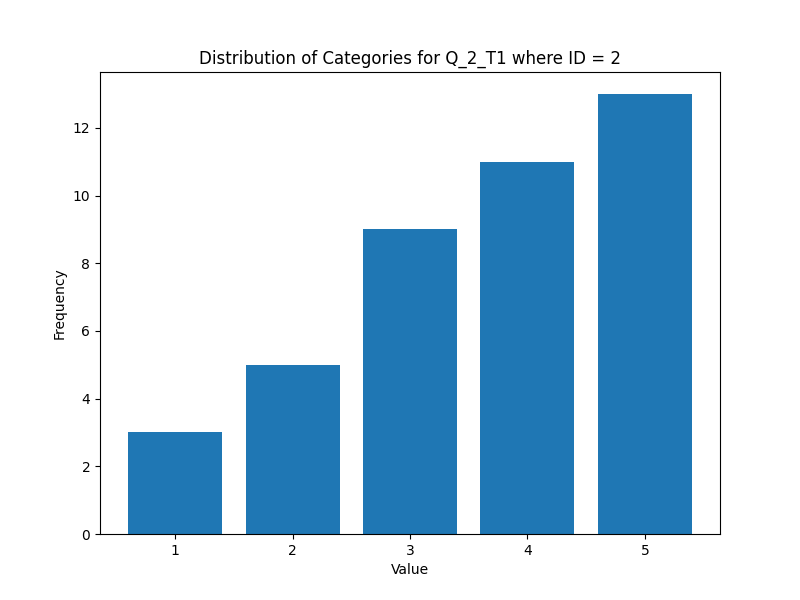 Distribution of Categories for Q_2_T1 where ID = 2
12
10
8
6
4
2
0
Frequency
1 2 3 4 5
Value